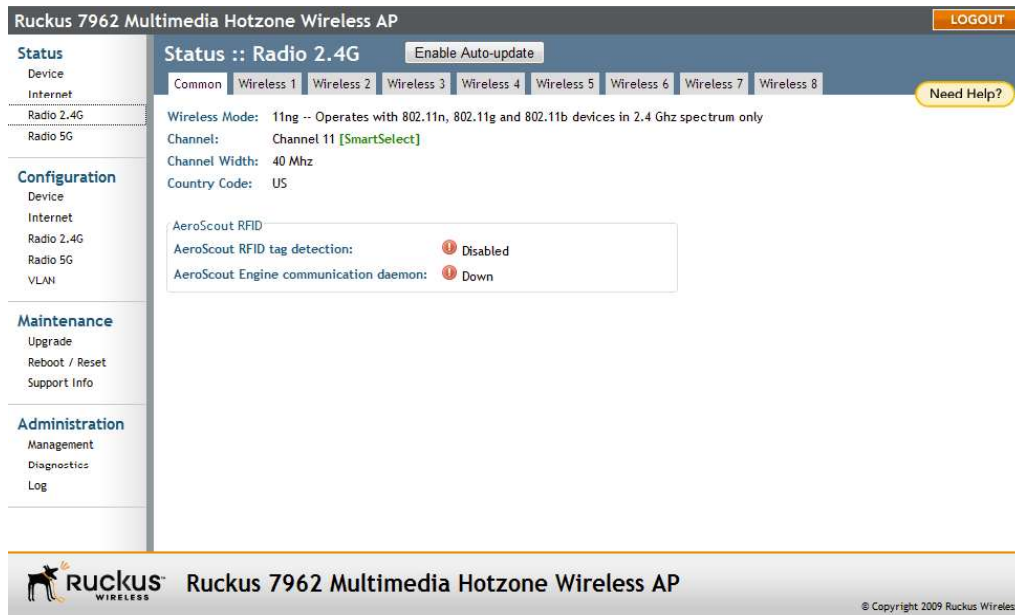 Ruckus 7962 Multimedia Hotzone Wireless AP
LOGOUT
Status
Device
Internet
Radio 2.4G
Radio 5G
Configuration
Device
Internet
Radio 2.4G
Radio 5G
VLAN
Maintenance
Upgrade
Reboot / Reset
Support Info
Administration
Management
Diagnostics
Log
Status :: Radio 2.4G
Enable Auto-update
Common Wireless 1 Wireless 2 Wireless 3 Wireless 4 Wireless 5 Wireless 6 Wireless 7 Wireless 8
Need Help?
Wireless Mode: 11ng -- Operates with 802.11n, 802.11g and 802.11b devices in 2.4 Ghz spectrum only
Channel: Channel 11 [SmartSelect]
Channel Width: 40 Mhz
Country Code: US
AeroScout RFID
AeroScout RFID tag detection: Disabled
AeroScout Engine communication daemon: Down
Ruckus WIRELESS
Ruckus 7962 Multimedia Hotzone Wireless AP
© Copyright 2009 Ruckus Wireles